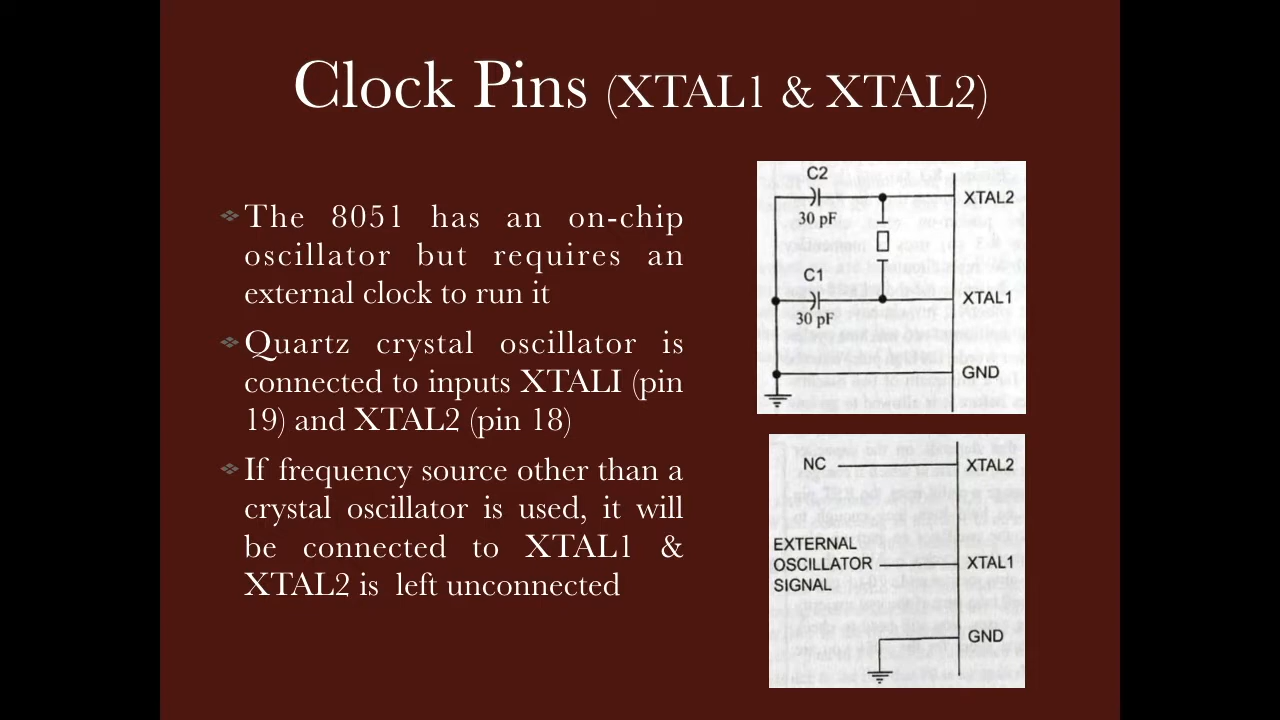 Clock Pins (XTAL1 & XTAL2)
The 8051 has an on-chip
oscillator but requires an
external clock to run it
Quartz crystal oscillator is
connected to inputs XTALI (pin
19) and XTAL2 (pin 18)
If frequency source other than a
crystal oscillator is used, it will
be connected to XTAL1 &
XTAL2 is left unconnected
C2
XTAL2
30 pF
C1
XTAL1
30 pF
GND
NC
XTAL2
EXTERNAL
OSCILLATOR
SIGNAL
XTAL1
GND